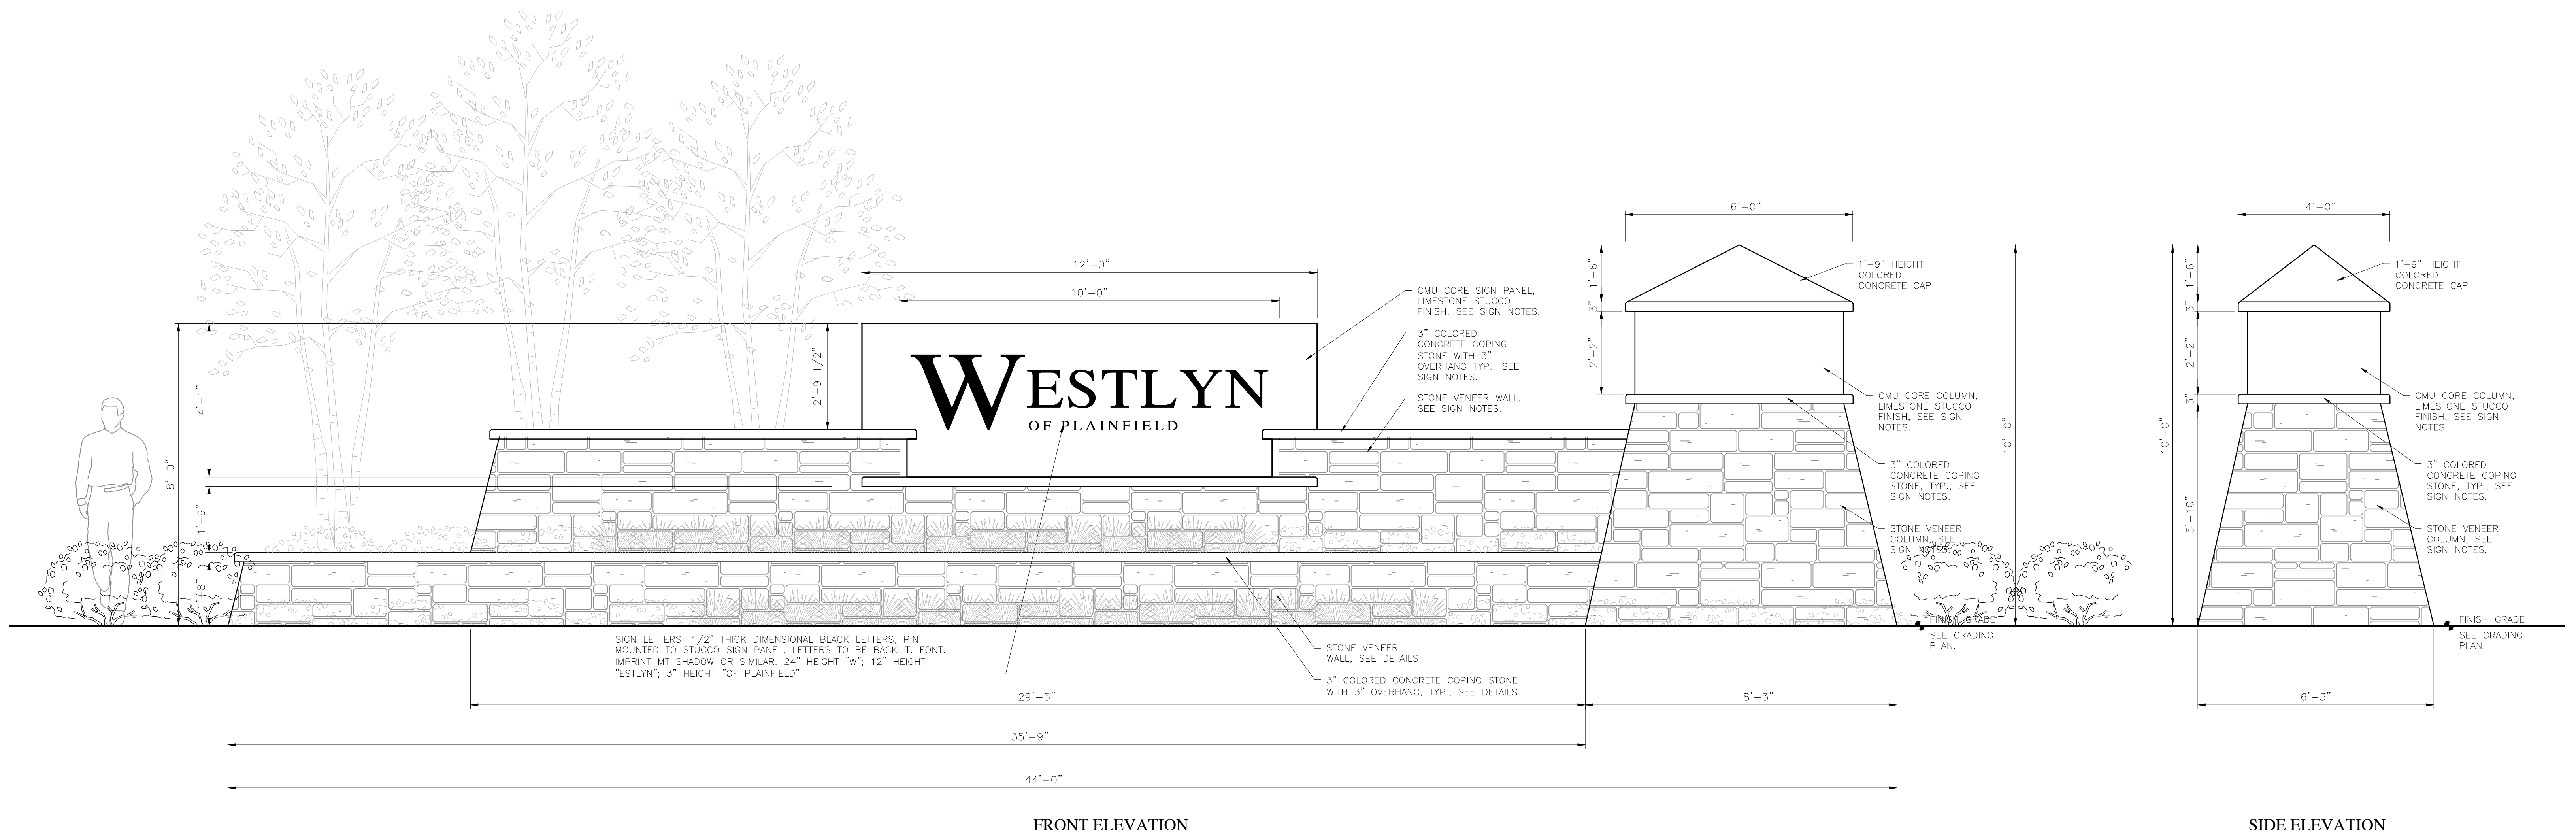 6'-0"
4'-0"
12'-0"
10'-0"
8'-0"
4'-1"
1'-9"
1'-8"
2'-9 1/2"
WESTLYN
OF PLAINFIELD
CMU CORE SIGN PANEL,
LIMESTONE STUCCO
FINISH. SEE SIGN NOTES.
3" COLORED
CONCRETE COPING
STONE WITH 3"
OVERHANG TYP., SEE
SIGN NOTES.
STONE VENEER WALL,
SEE SIGN NOTES.
1'-6"
3"
2'-2"
1'-9" HEIGHT
COLORED
CONCRETE CAP
CMU CORE COLUMN,
LIMESTONE STUCCO
FINISH, SEE SIGN
NOTES.
3" COLORED
CONCRETE COPING
STONE, TYP., SEE
SIGN NOTES.
STONE VENEER
COLUMN, SEE
SIGN NOTES.
10'-0"
FINISH GRADE
SEE GRADING
PLAN.
10'-0"
1'-6"
3"
2'-2"
3"
5'-10"
1'-9" HEIGHT
COLORED
CONCRETE CAP
CMU CORE COLUMN,
LIMESTONE STUCCO
FINISH, SEE SIGN
NOTES.
3" COLORED
CONCRETE COPING
STONE, TYP., SEE
SIGN NOTES.
STONE VENEER
COLUMN, SEE
SIGN NOTES.
FINISH GRADE
SEE GRADING
PLAN.
SIGN LETTERS: 1/2" THICK DIMENSIONAL BLACK LETTERS, PIN
MOUNTED TO STUCCO SIGN PANEL. LETTERS TO BE BACKLIT. FONT:
IMPRINT MT SHADOW OR SIMILAR. 24" HEIGHT "W"; 12" HEIGHT
"ESTLYN"; 3" HEIGHT "OF PLAINFIELD"
STONE VENEER
WALL, SEE DETAILS.
3" COLORED CONCRETE COPING STONE
WITH 3" OVERHANG, TYP., SEE DETAILS.
29'-5"
8'-3"
6'-3"
35'-9"
44'-0"
FRONT ELEVATION
SIDE ELEVATION